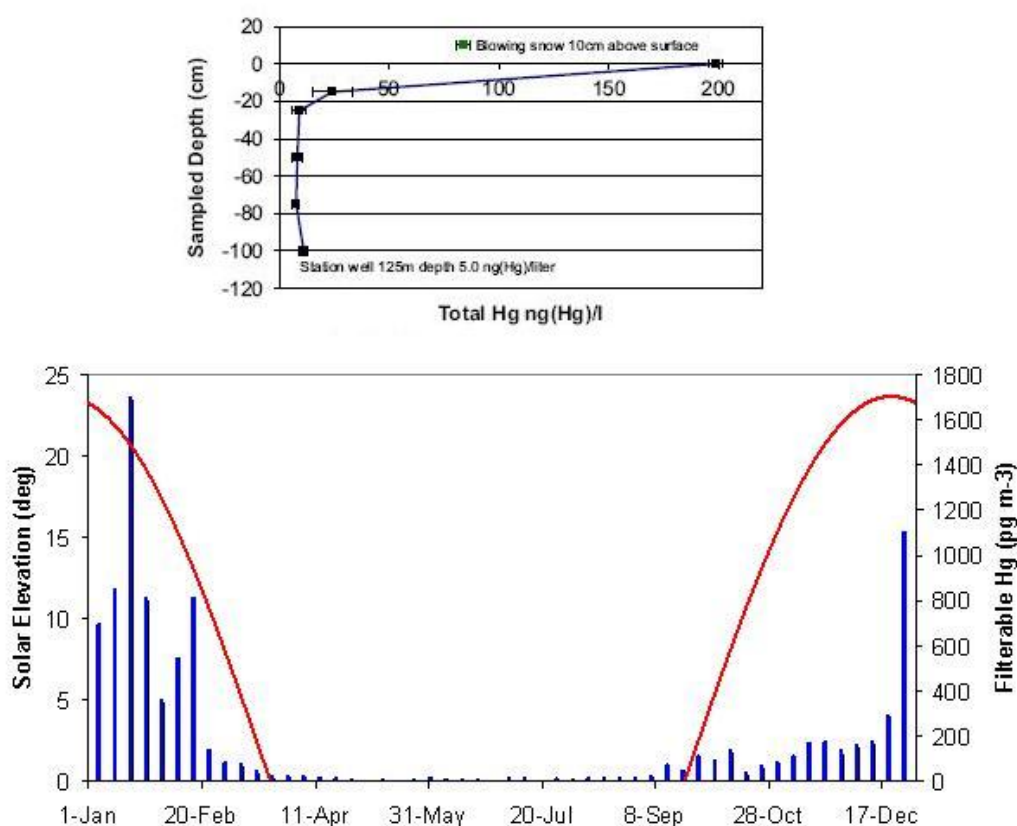 20
Blowing snow 10cm above surface
0
0 50 100 150 200
-20
-40
-60
-80
-100
Station well 125m depth 5.0 ng(Hg)/liter
-120
Sampled Depth (cm)
Total Hg ng(Hg)/l
25 1800
1600
20
1400
1200
15
1000
10
800
600
5
400
200
0 0
Solar Elevation (deg)
Filterable Hg (pg m-3)
1-Jan 20-Feb 11-Apr 31-May 20-Jul 8-Sep 28-Oct 17-Dec